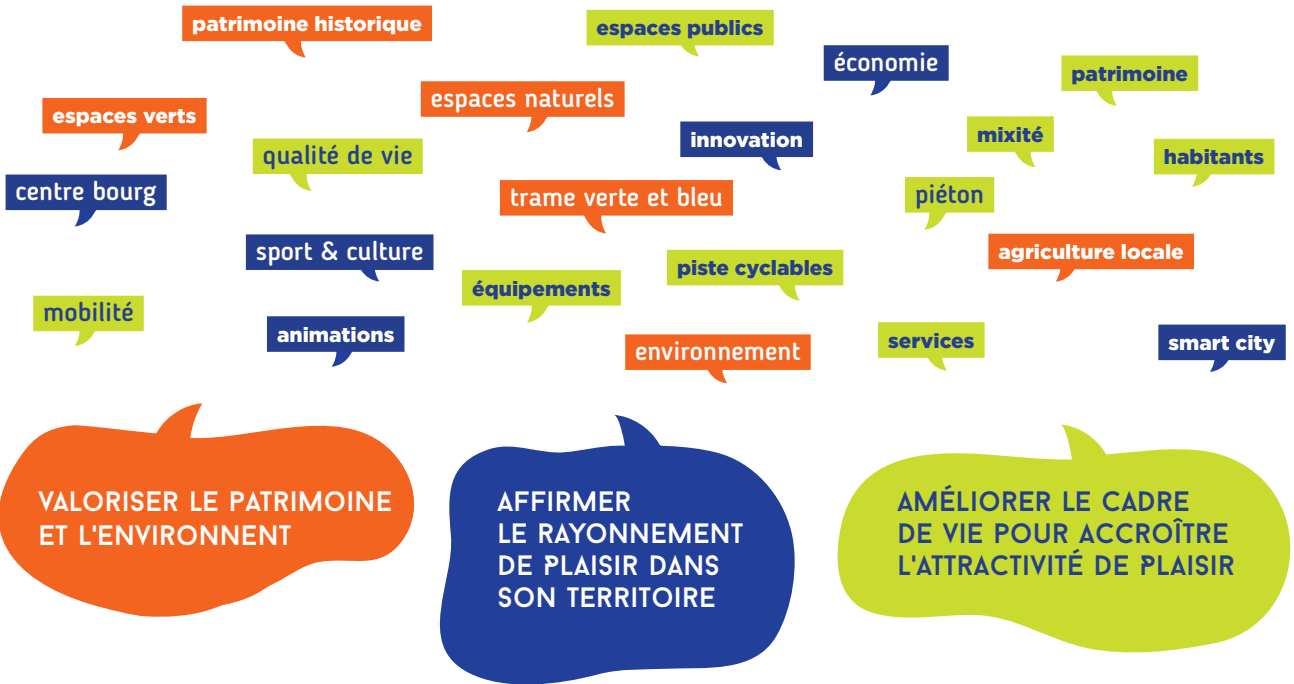 patrimoine historique
espaces publics
économie
patrimoine
espaces verts
espaces naturels
innovation
mixité
qualité de vie
habitants
centre bourg
trame verte et bleu
piéton
sport & culture
agriculture locale
piste cyclables
équipements
mobilité
animations
environnement
services
smart city
VALORISER LE PATRIMOINE
ET L'ENVIRONNENT
AFFIRMER
LE RAYONNEMENT
DE PLAISIR DANS
SON TERRITOIRE
AMÉLIORER LE CADRE
DE VIE POUR ACCROÎTRE
L'ATTRACTIVITÉ DE PLAISIR